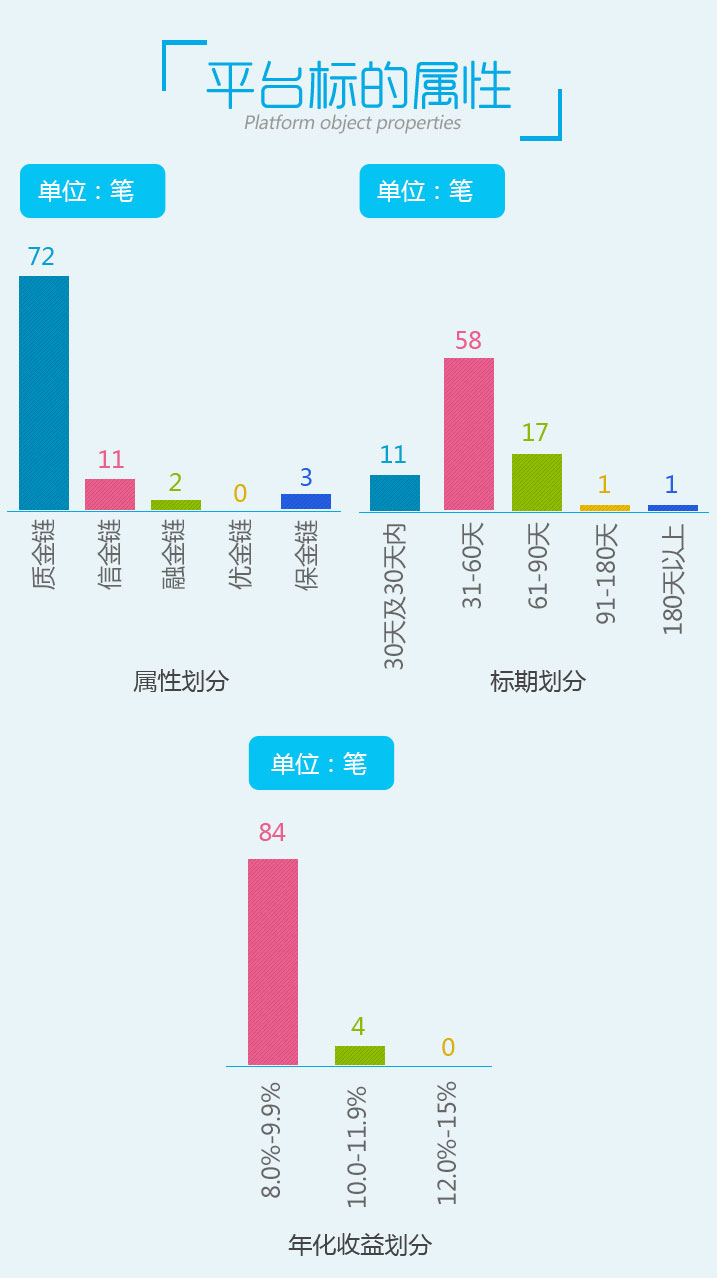 平台标的属性
Platform object properties
单位：笔
72
11
2
0
3
质金链
信金链
融金链
优金链
保金链
属性划分
单位：笔
11
58
17
1
1
30天及30天内
31-60天
61-90天
91-180天
180天以上
标期划分
单位：笔
84
4
0
8.0%-9.9%
10.0-11.9%
12.0%-15%
年化收益划分